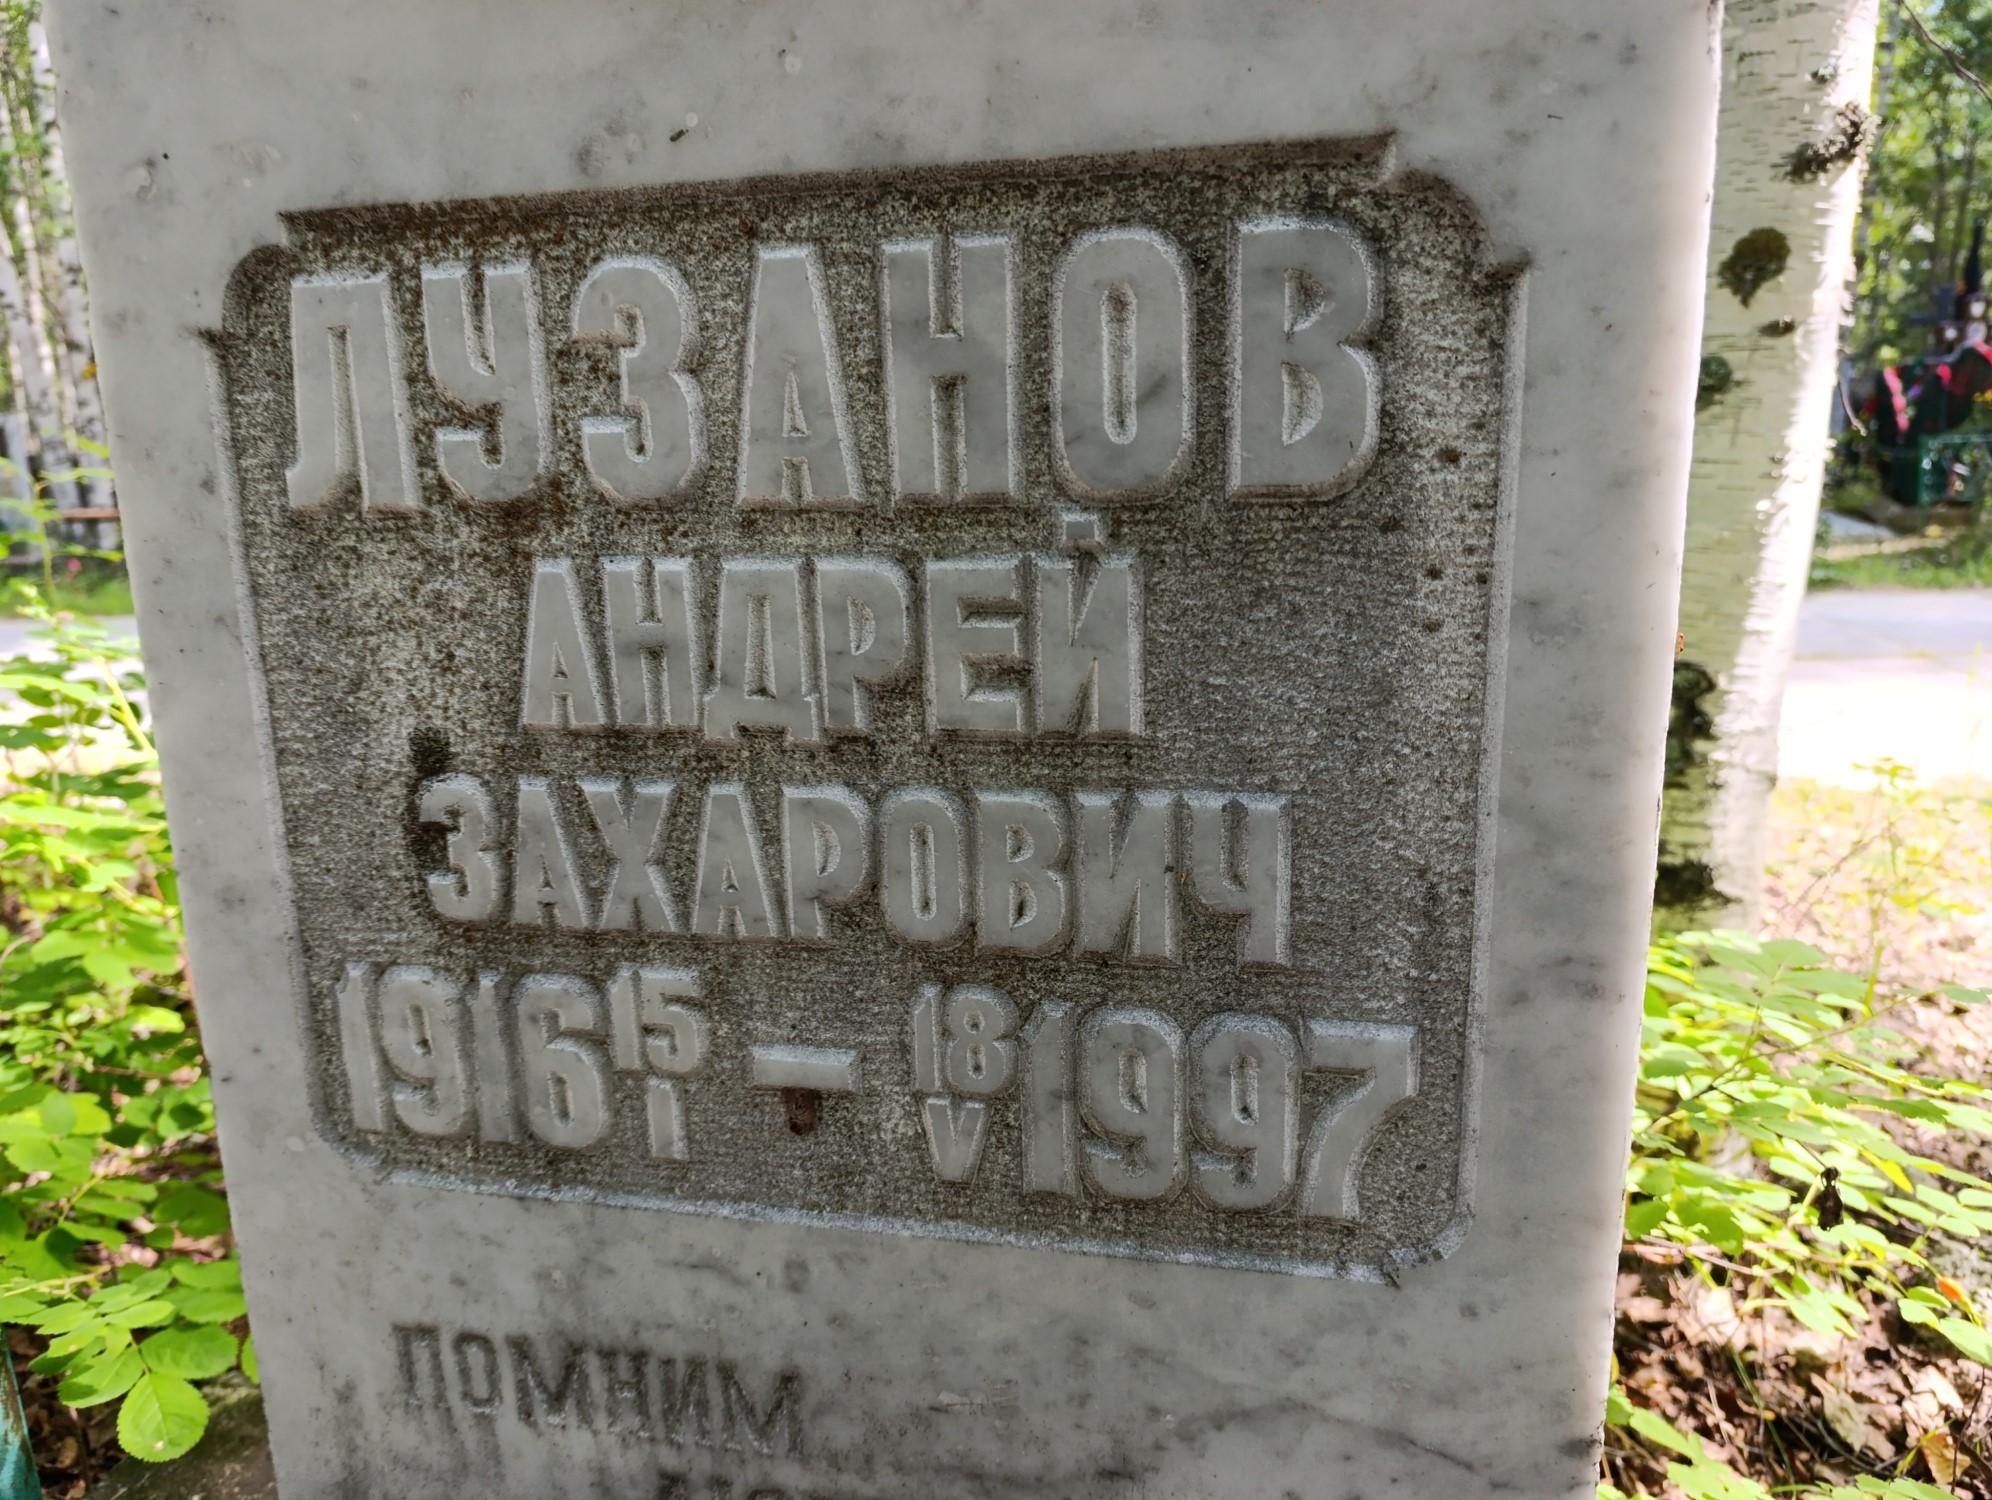 ЛУЗАНОВ
АНДРЕЙ
ЗАХАРОВИЧ
1916 15/I – 18/V 1997
ПОМНИМ